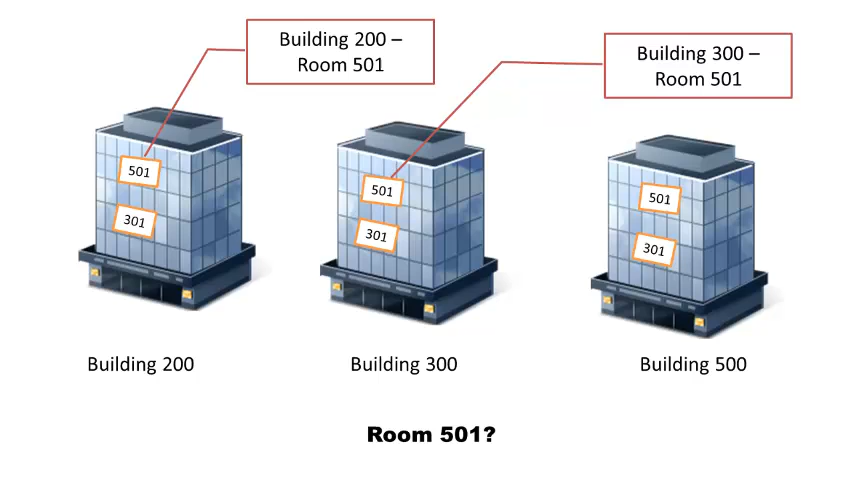 Building 200 –
Room 501
Building 300 –
Room 501
501
301
501
301
501
301
Building 200
Building 300
Building 500
Room 501?